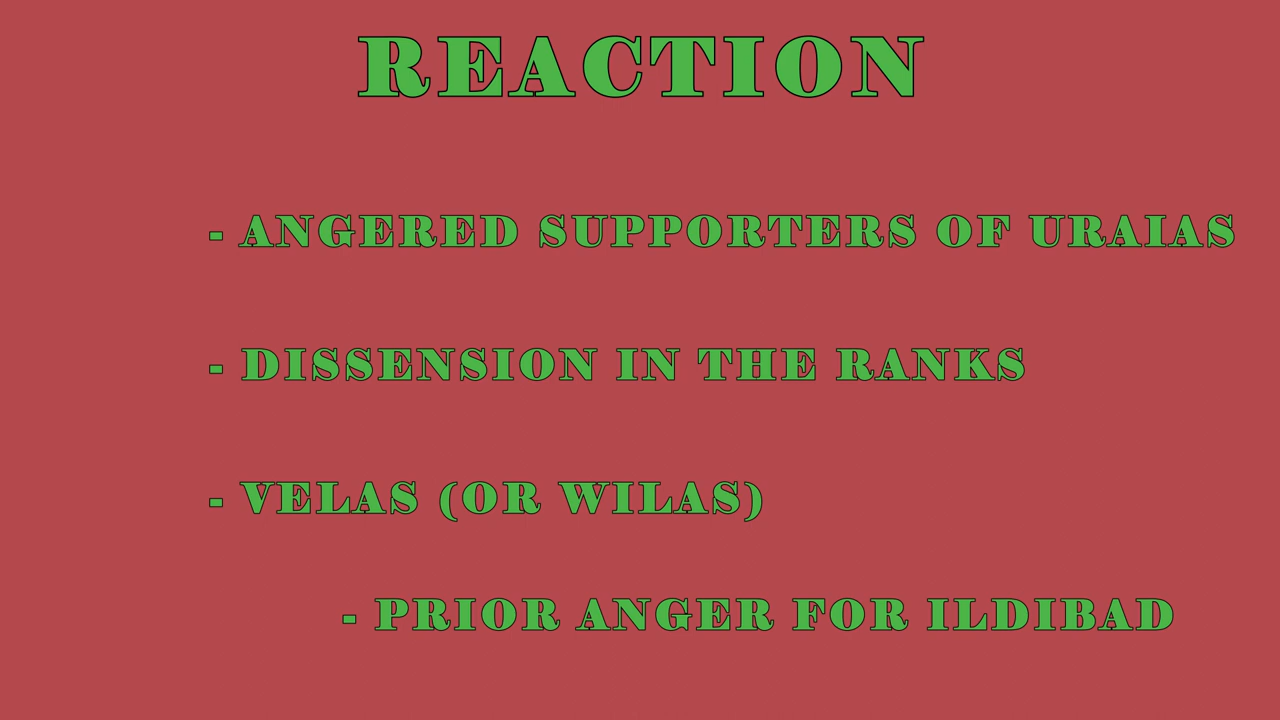 REACTION
- ANGERED SUPPORTERS OF URAIAS
- DISSENSION IN THE RANKS
- VELAS (OR WILAS)
- PRIOR ANGER FOR ILDIBAD